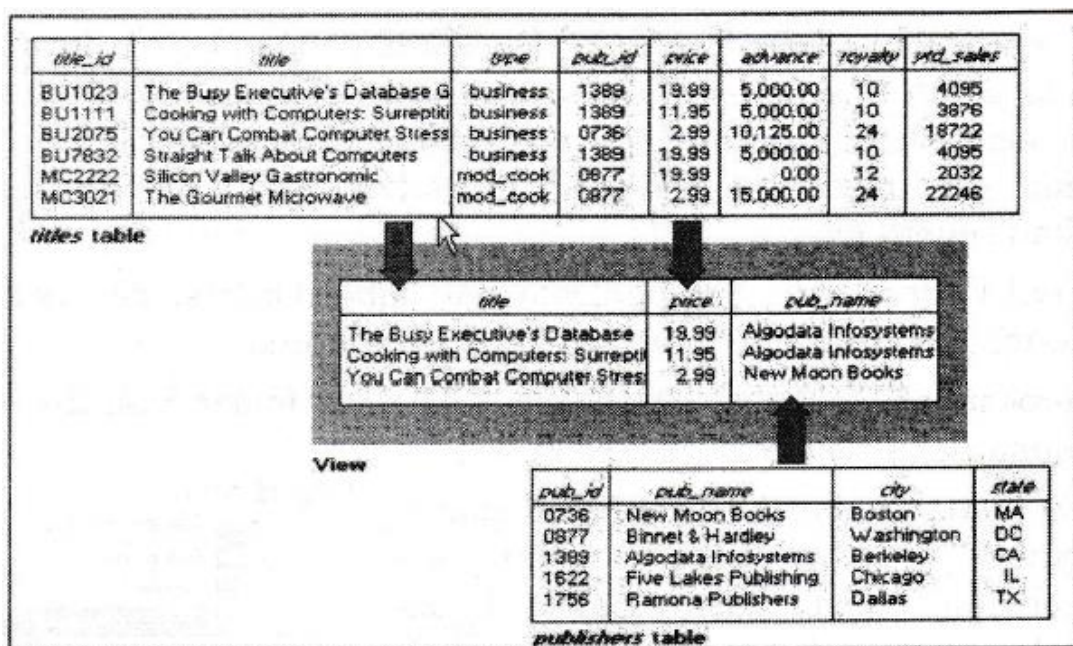 title_id title type pub_id price advance royalty ytd_sales
BU1023 The Busy Executive's Database G business 1389 19.99 5,000.00 10 4095
BU1111 Cooking with Computers: Surreptiti business 1389 11.95 5,000.00 10 3876
BU2075 You Can Combat Computer Stress business 0736 2.99 10,125.00 24 18722
BU7832 Straight Talk About Computers business 1389 19.99 5,000.00 10 4095
MC2222 Silicon Valley Gastronomic mod_cook 0877 19.99 0.00 12 2032
MC3021 The Gourmet Microwave mod_cook 0877 2.99 15,000.00 24 22246
titles table
title price pub_name
The Busy Executive's Database 19.99 Algodata Infosystems
Cooking with Computers: Surreptit 11.95 Algodata Infosystems
You Can Combat Computer Stres 2.99 New Moon Books
View
pub_id pub_name city state
0736 New Moon Books Boston MA
0877 Binnet & Hardley Washington DC
1389 Algodata Infosystems Berkeley CA
1622 Five Lakes Publishing Chicago IL
1756 Ramona Publishers Dallas TX
publishers table